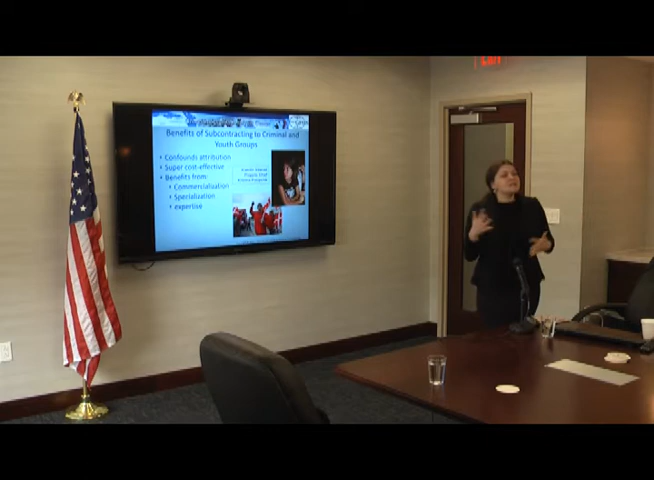 EXIT
Benefits of Subcontracting to Criminal and
Youth Groups
• Confounds attribution
• Super cost-effective
• Benefits from:
• Commercialization
• Specialization
• expertise